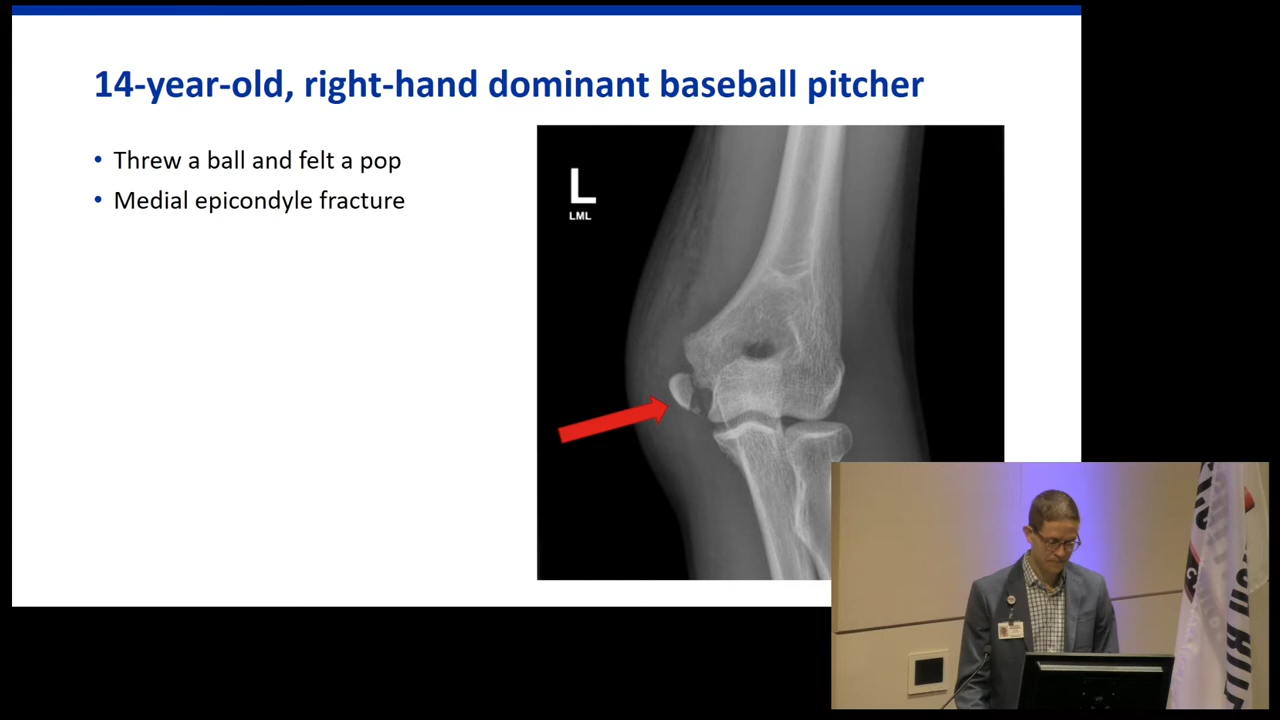 14-year-old, right-hand dominant baseball pitcher
• Threw a ball and felt a pop
• Medial epicondyle fracture
L
LML